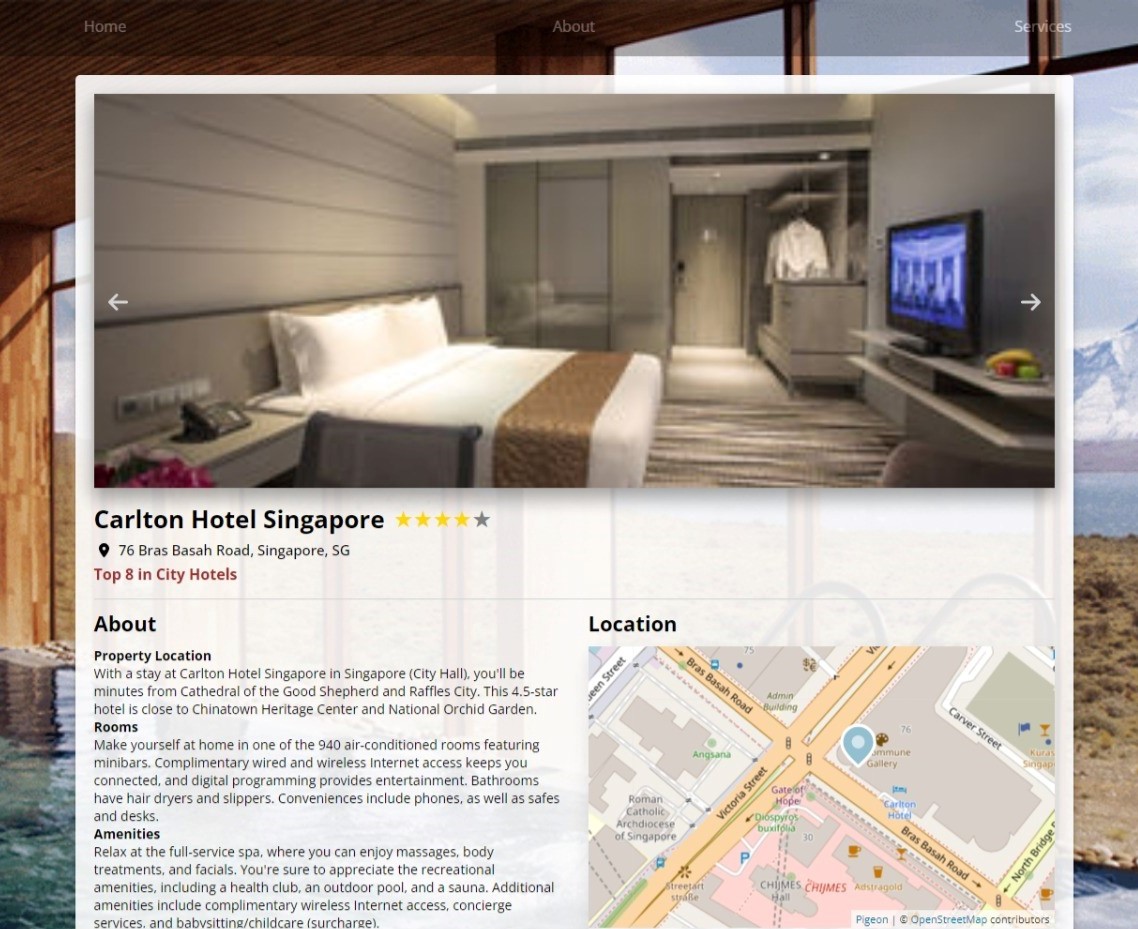 Home
About
Services
Carlton Hotel Singapore
76 Bras Basah Road, Singapore, SG
Top 8 in City Hotels
About
Property Location
With a stay at Carlton Hotel Singapore in Singapore (City Hall), you'll be
minutes from Cathedral of the Good Shepherd and Raffles City. This 4.5-star
hotel is close to Chinatown Heritage Center and National Orchid Garden.
Rooms
Make yourself at home in one of the 940 air-conditioned rooms featuring
minibars. Complimentary wired and wireless Internet access keeps you
connected, and digital programming provides entertainment. Bathrooms
have hair dryers and slippers. Conveniences include phones, as well as safes
and desks.
Amenities
Relax at the full-service spa, where you can enjoy massages, body
treatments, and facials. You're sure to appreciate the recreational
amenities, including a health club, an outdoor pool, and a sauna. Additional
amenities include complimentary wireless Internet access, concierge
services, and babysitting/childcare (surcharge).
Location
75
Bras Basah Road
Admin
Building
76
Carver Street
Angsana
Gallery
Victoria Street
Gate of
Hope
Carlton
Hotel
Roman
Catholic
Archdiocese
of Singapore
Diospyros
buxifolia
30
Bras Basah Road
North Bridge
P
Streetart
straße
CHIJMES
Hall
CHIJMES
Adstragold
Pigeon | © OpenStreetMap contributors